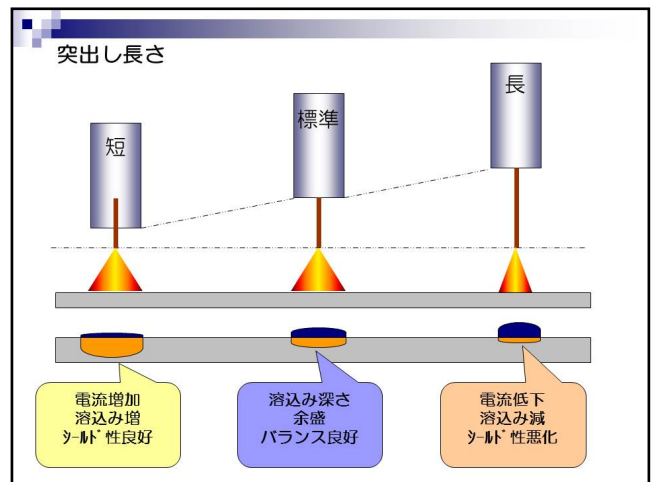 突出し長さ
短
標準
長
電流増加
溶込み増
ｼｰﾙﾄﾞ性良好
溶込み深さ
余盛
バランス良好
電流低下
溶込み減
ｼｰﾙﾄﾞ性悪化